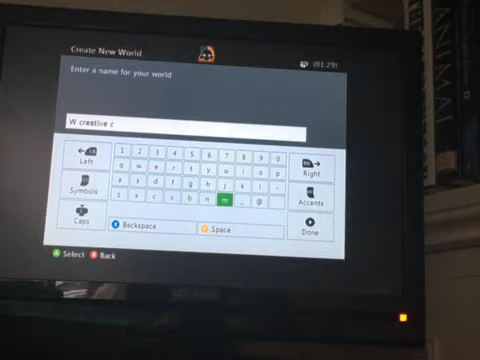 Create New World
(01.29)
Enter a name for your world
W creative c
Left
1 2 3 4 5 6 7 8 9 0
q w e r t y u i o p
a s d f g h j k l -
z x c v b n m _ @
Right
Symbols
Accents
Caps
X Backspace
Y Space
Done
A Select B Back
ANIMAL